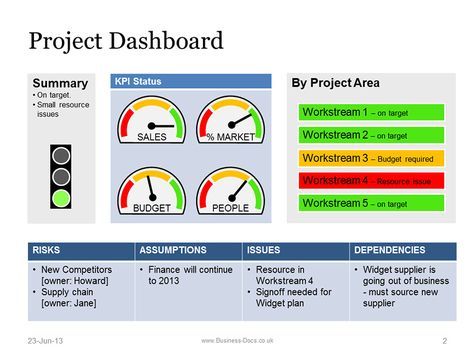 Project Dashboard
Summary
• On target.
• Small resource
issues
KPI Status
SALES
% MARKET
BUDGET
PEOPLE
By Project Area
Workstream 1 – on target
Workstream 2 – on target
Workstream 3 – Budget required
Workstream 4 – Resource issue
Workstream 5 – on target
RISKS
ASSUMPTIONS
ISSUES
DEPENDENCIES
• New Competitors
[owner: Howard]
• Supply chain
[owner: Jane]
• Finance will continue
to 2013
• Resource in
Workstream 4
• Signoff needed for
Widget plan
• Widget supplier is
going out of business
- must source new
supplier
23-Jun-13
www.Business-Docs.co.uk
2